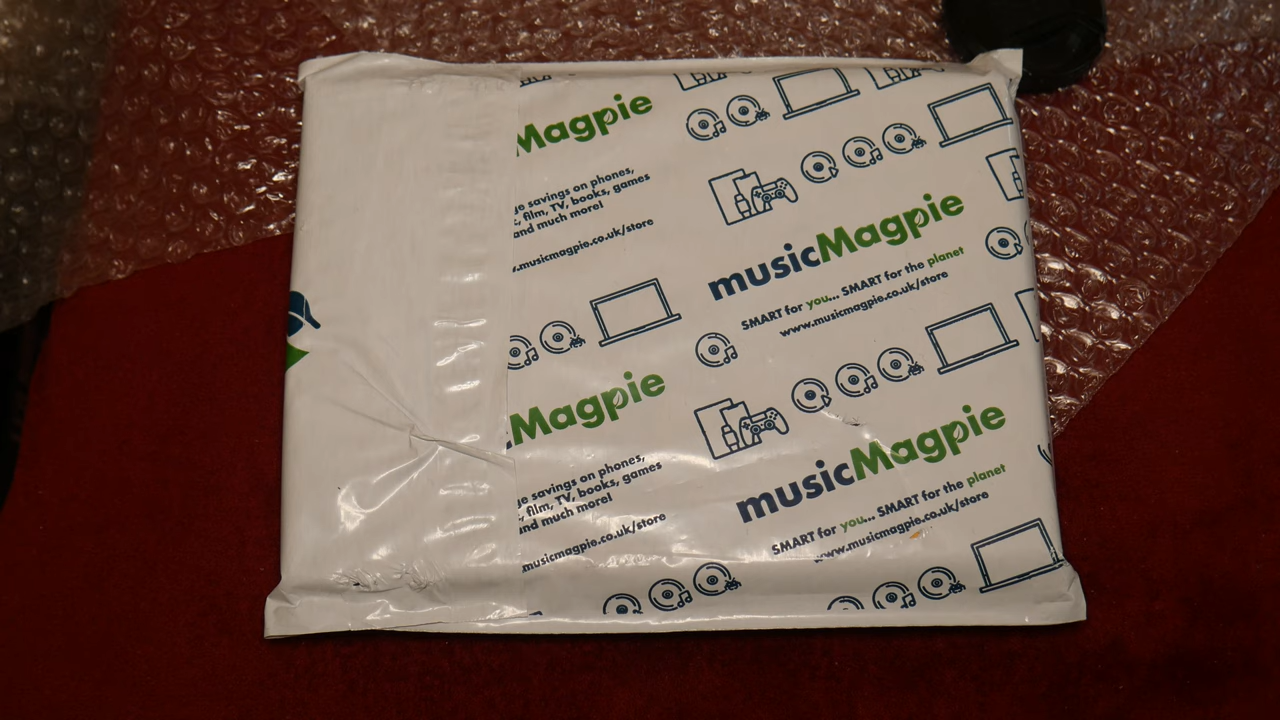 Magpie
ge savings on phones,
, film, TV, books, games
and much more!
.musicmagpie.co.uk/store
musicMagpie
SMART for you... SMART for the planet
www.musicmagpie.co.uk/store
Magpie
ge savings on phones,
, film, TV, books, games
and much more!
musicmagpie.co.uk/store
musicMagpie
SMART for you... SMART for the planet
www.musicmagpie.co.uk/store